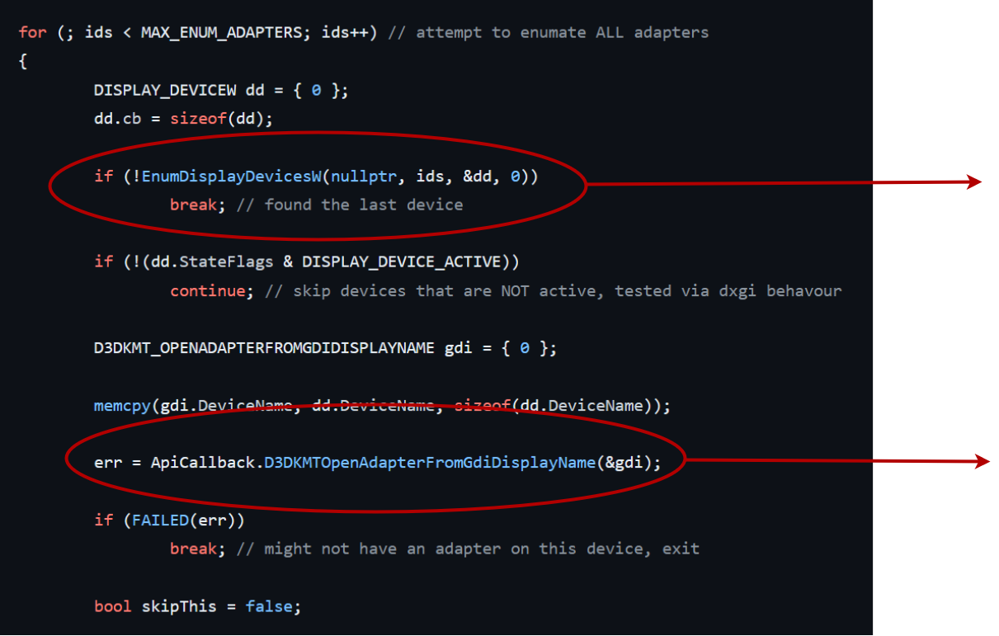 for (; ids < MAX_ENUM_ADAPTERS; ids++) // attempt to enumate ALL adapters
{
DISPLAY_DEVICEW dd = { 0 };
dd.cb = sizeof(dd);
if (!EnumDisplayDevicesW(nullptr, ids, &dd, 0))
break; // found the last device
if (!(dd.StateFlags & DISPLAY_DEVICE_ACTIVE))
continue; // skip devices that are NOT active, tested via dxgi behavour
D3DKMT_OPENADAPTERFROMGDIDISPLAYNAME gdi = { 0 };
memcpy(gdi.DeviceName, dd.DeviceName, sizeof(dd.DeviceName));
err = ApiCallback.D3DKMTOpenAdapterFromGdiDisplayName(&gdi);
if (FAILED(err))
break; // might not have an adapter on this device, exit
bool skipThis = false;